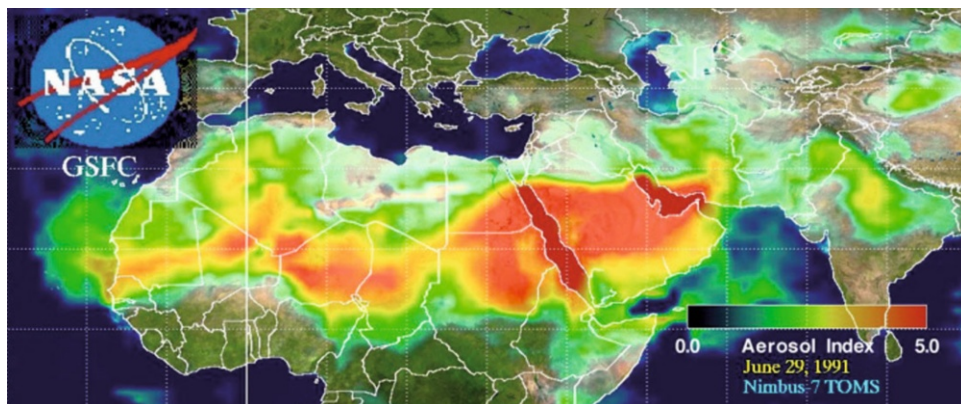 NASA
GSFC
0.0 Aerosol Index 5.0
June 29, 1991
Nimbus-7 TOMS